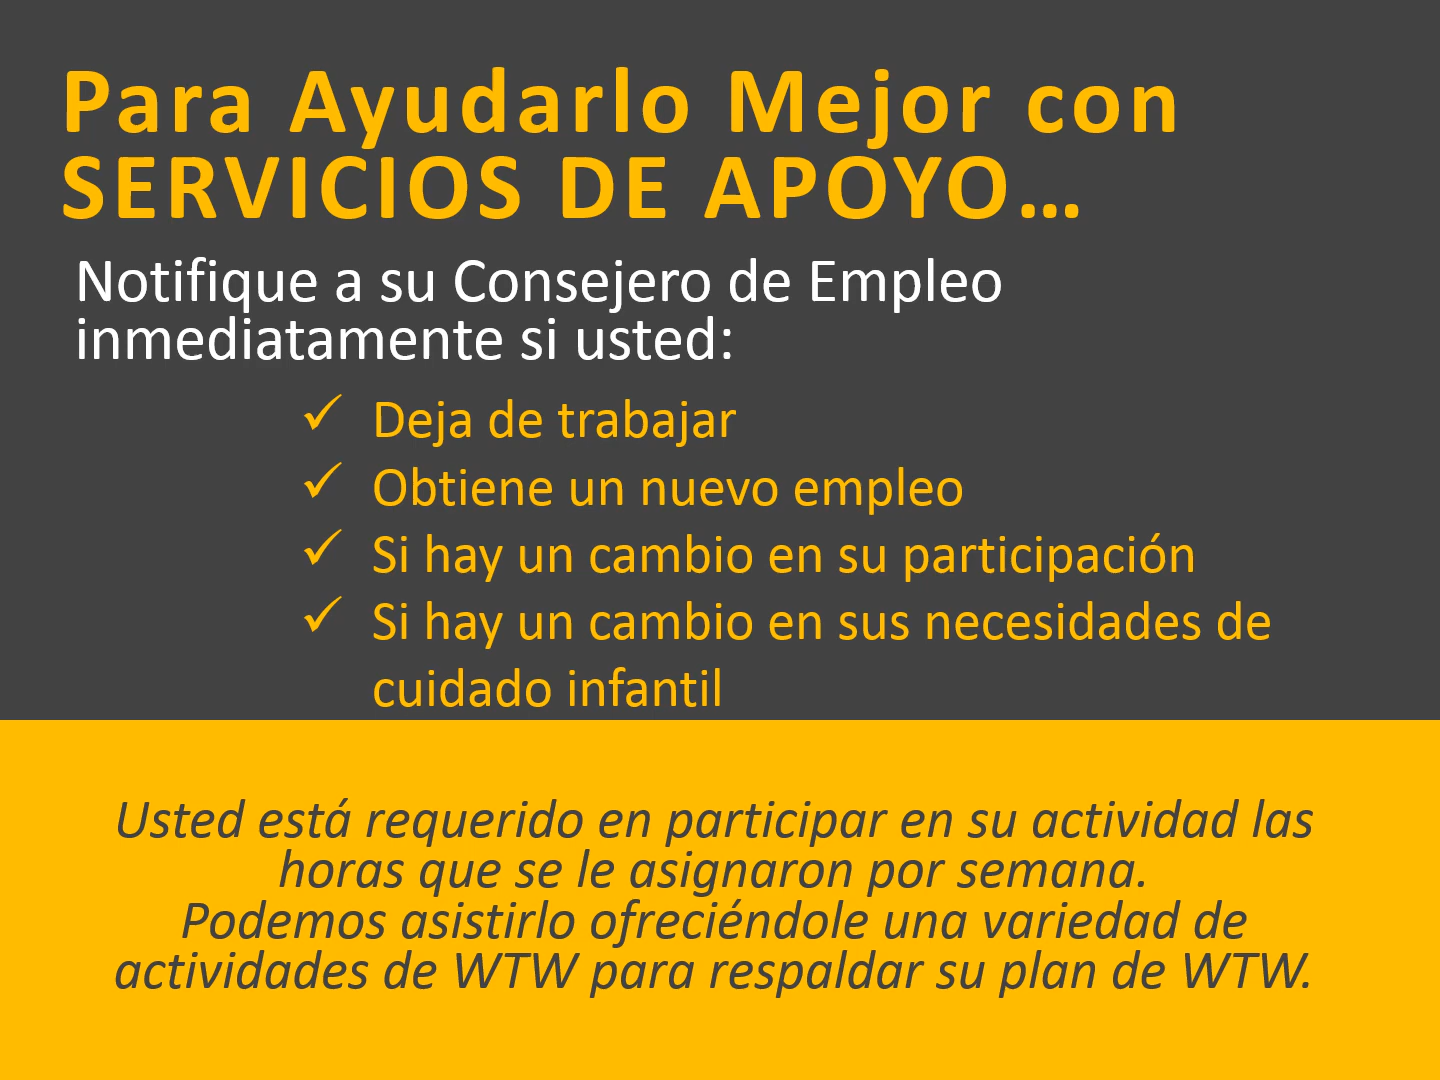 Para Ayudarlo Mejor con
SERVICIOS DE APOYO…
Notifique a su Consejero de Empleo
inmediatamente si usted:
✓ Deja de trabajar
✓ Obtiene un nuevo empleo
✓ Si hay un cambio en su participación
✓ Si hay un cambio en sus necesidades de
cuidado infantil
Usted está requerido en participar en su actividad las
horas que se le asignaron por semana.
Podemos asistirlo ofreciéndole una variedad de
actividades de WTW para respaldar su plan de WTW.